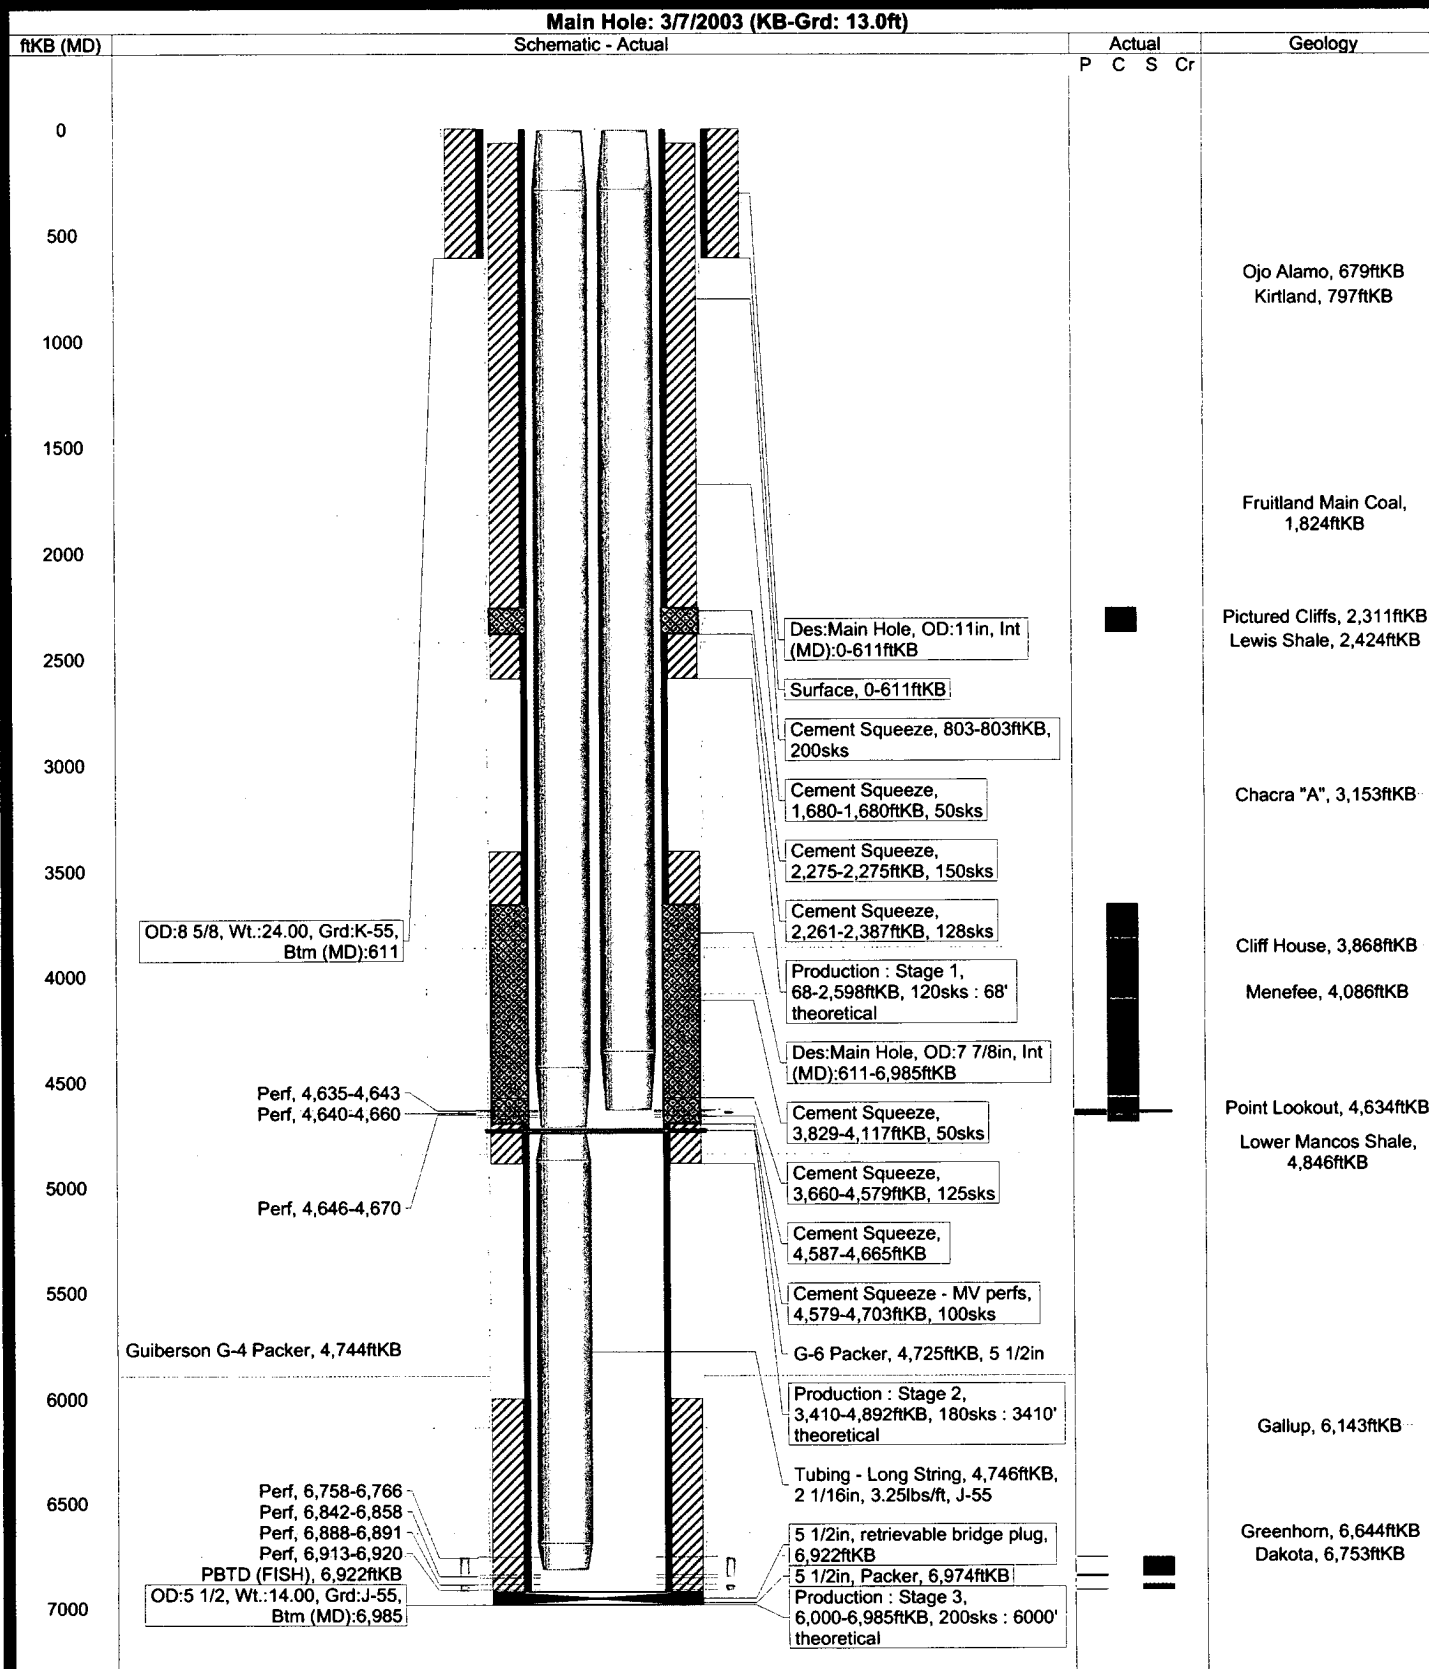 Main Hole: 3/7/2003 (KB-Grd: 13.0ft)
ftKB (MD)
Schematic - Actual
Actual
Geology
P C S Cr
0
500
1000
1500
2000
2500
3000
3500
4000
4500
5000
5500
6000
6500
7000
OD:8 5/8, Wt.:24.00, Grd:K-55,
Btm (MD):611
Perf, 4,635-4,643
Perf, 4,640-4,660
Perf, 4,646-4,670
Guiberson G-4 Packer, 4,744ftKB
Perf, 6,758-6,766
Perf, 6,842-6,858
Perf, 6,888-6,891
Perf, 6,913-6,920
PBTD (FISH), 6,922ftKB
OD:5 1/2, Wt.:14.00, Grd:J-55,
Btm (MD):6,985
Des:Main Hole, OD:11in, Int
(MD):0-611ftKB
Surface, 0-611ftKB
Cement Squeeze, 803-803ftKB,
200sks
Cement Squeeze,
1,680-1,680ftKB, 50sks
Cement Squeeze,
2,275-2,275ftKB, 150sks
Cement Squeeze,
2,261-2,387ftKB, 128sks
Production : Stage 1,
68-2,598ftKB, 120sks : 68'
theoretical
Des:Main Hole, OD:7 7/8in, Int
(MD):611-6,985ftKB
Cement Squeeze,
3,829-4,117ftKB, 50sks
Cement Squeeze,
3,660-4,579ftKB, 125sks
Cement Squeeze,
4,587-4,665ftKB
Cement Squeeze - MV perfs,
4,579-4,703ftKB, 100sks
G-6 Packer, 4,725ftKB, 5 1/2in
Production : Stage 2,
3,410-4,892ftKB, 180sks : 3410'
theoretical
Tubing - Long String, 4,746ftKB,
2 1/16in, 3.25lbs/ft, J-55
5 1/2in, retrievable bridge plug,
6,922ftKB
5 1/2in, Packer, 6,974ftKB
Production : Stage 3,
6,000-6,985ftKB, 200sks : 6000'
theoretical
Ojo Alamo, 679ftKB
Kirtland, 797ftKB
Fruitland Main Coal,
1,824ftKB
Pictured Cliffs, 2,311ftKB
Lewis Shale, 2,424ftKB
Chacra "A", 3,153ftKB
Cliff House, 3,868ftKB
Menefee, 4,086ftKB
Point Lookout, 4,634ftKB
Lower Mancos Shale,
4,846ftKB
Gallup, 6,143ftKB
Greenhorn, 6,644ftKB
Dakota, 6,753ftKB